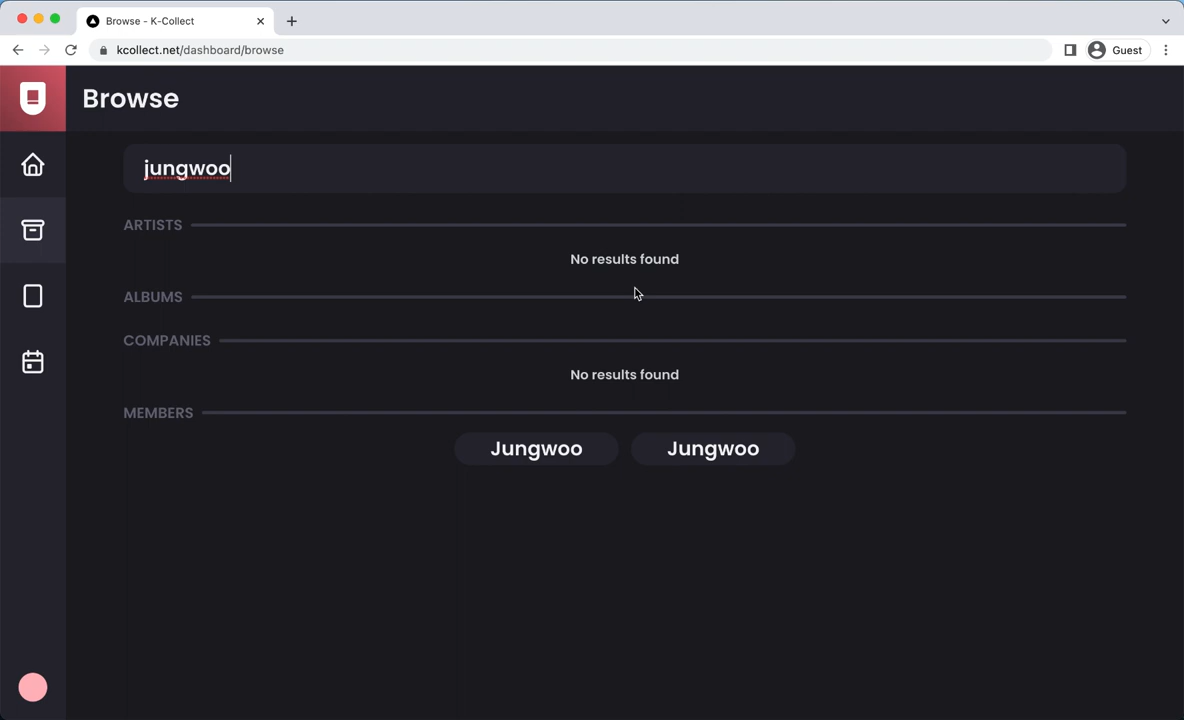 Browse - K-Collect
kcollect.net/dashboard/browse
Guest
Browse
jungwoo
ARTISTS
No results found
ALBUMS
COMPANIES
No results found
MEMBERS
Jungwoo Jungwoo